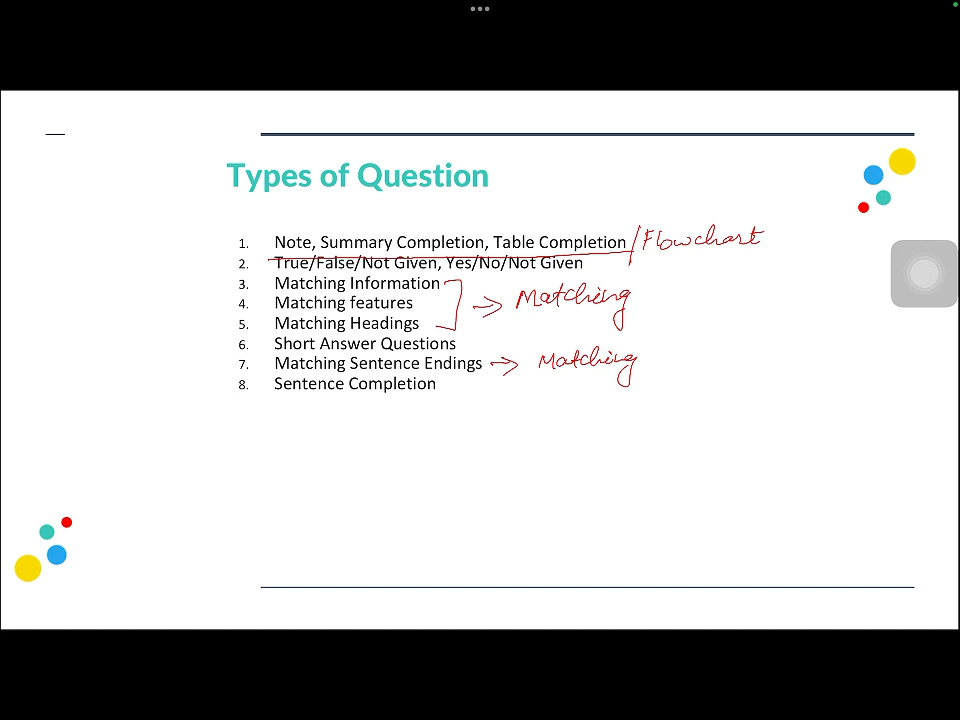 Types of Question
1. Note, Summary Completion, Table Completion /Flowchart
2. True/False/Not Given, Yes/No/Not Given
3. Matching Information
4. Matching features → Matching
5. Matching Headings
6. Short Answer Questions
7. Matching Sentence Endings → Matching
8. Sentence Completion